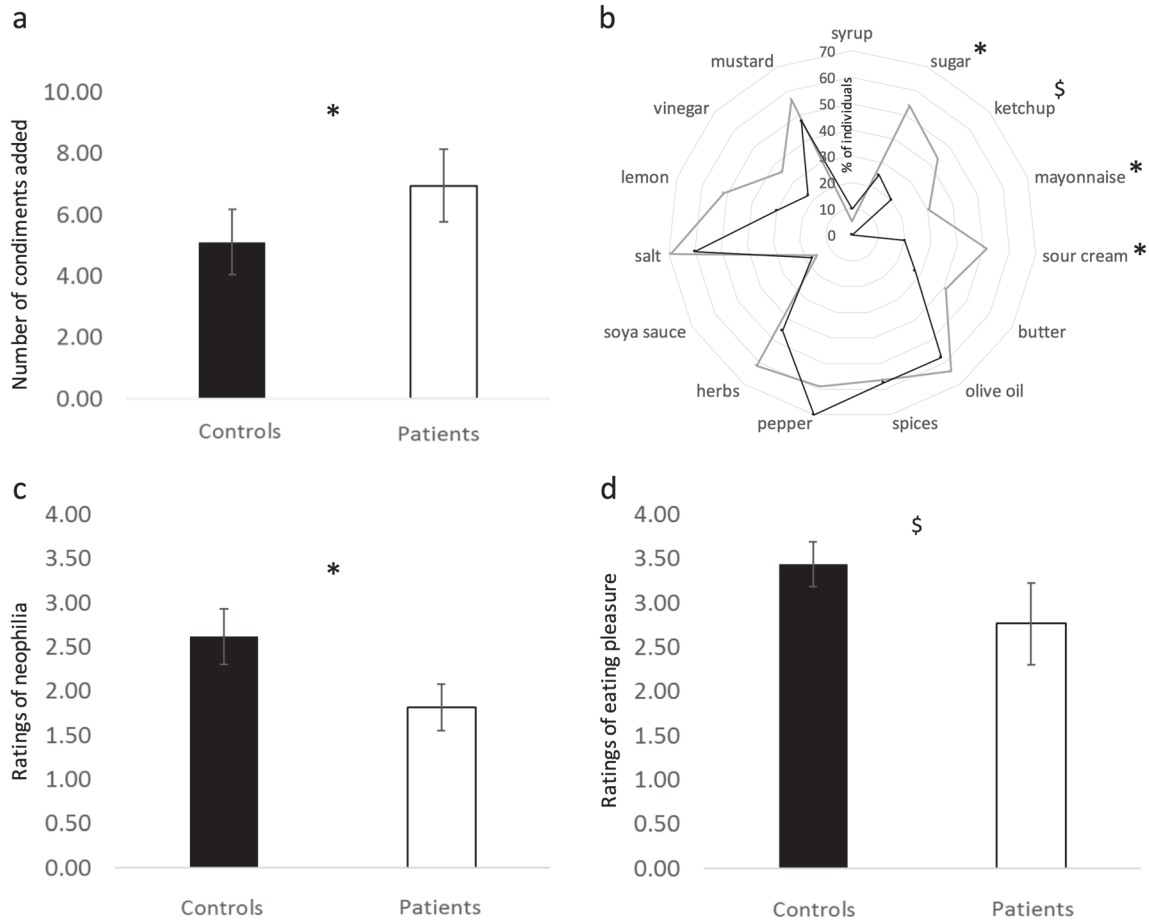 a
Number of condiments added
10.00
8.00
6.00
4.00
2.00
0.00
*
Controls
Patients
b
syrup
sugar *
ketchup $
mayonnaise *
sour cream *
butter
olive oil
spices
pepper
herbs
soya sauce
salt
lemon
vinegar
mustard
70
60
50
40
30
20
10
0
% of individuals
c
Ratings of neophilia
4.00
3.50
3.00
2.50
2.00
1.50
1.00
0.50
0.00
*
Controls
Patients
d
Ratings of eating pleasure
4.00
3.50
3.00
2.50
2.00
1.50
1.00
0.50
0.00
$
Controls
Patients